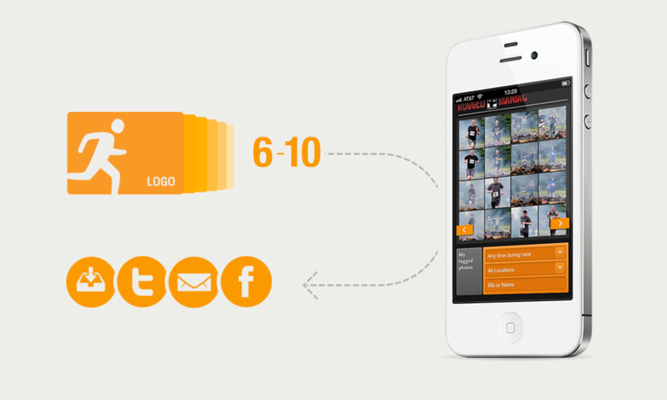 LOGO
6-10
AT&T
13:29
RUGGED MANIAC
My
tagged
photos
Any time during race
All Locations
Bib or Name
t
f